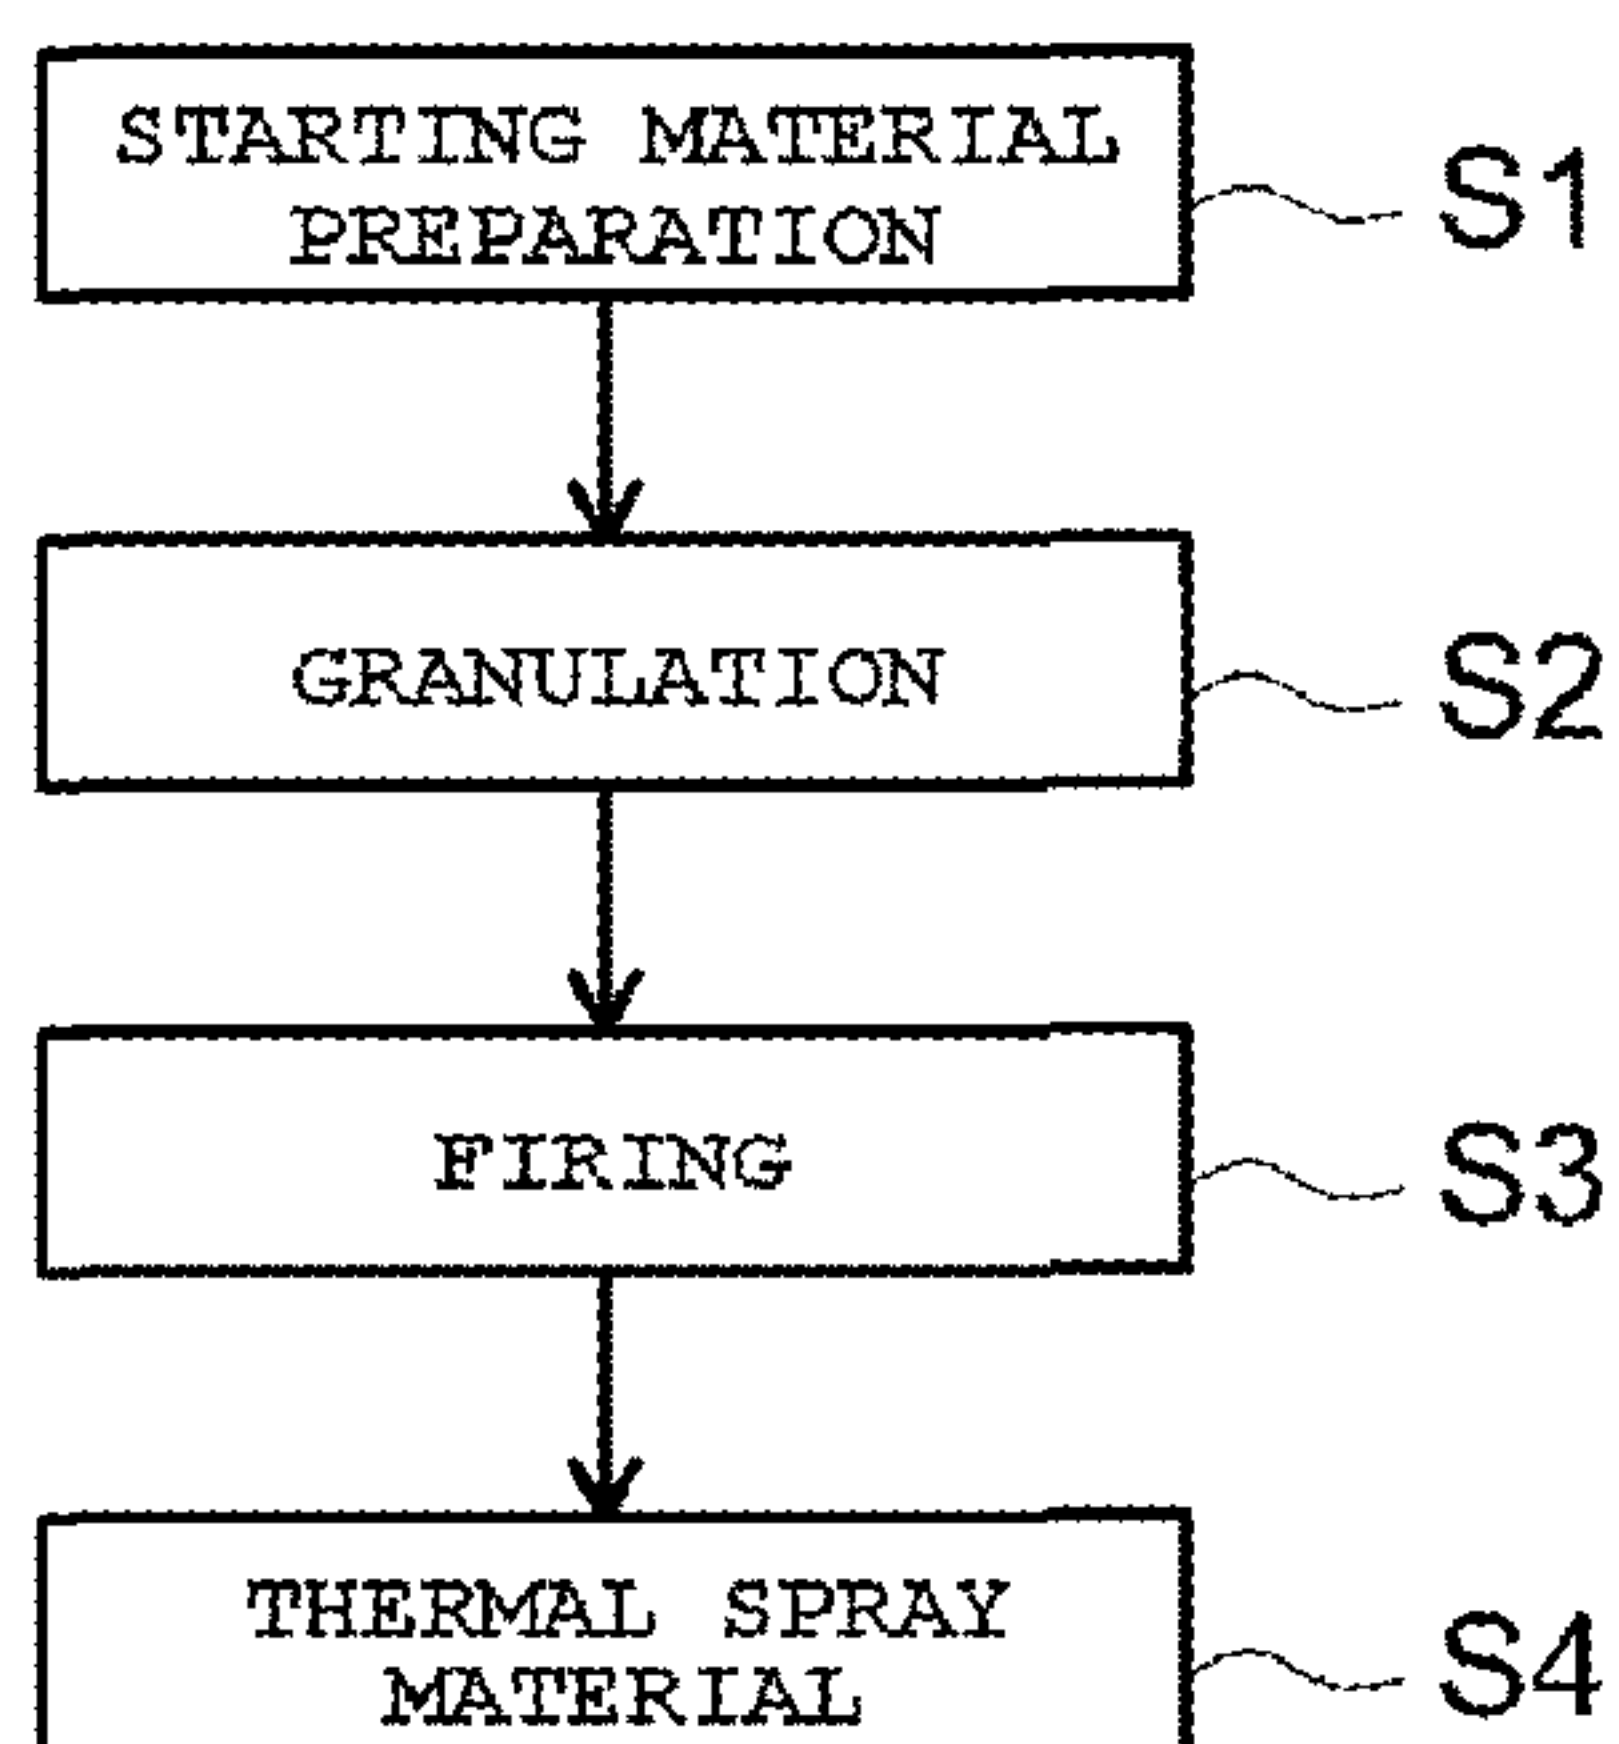 STARTING MATERIAL
PREPARATION
S1
GRANULATION
S2
FIRING
S3
THERMAL SPRAY
MATERIAL
S4